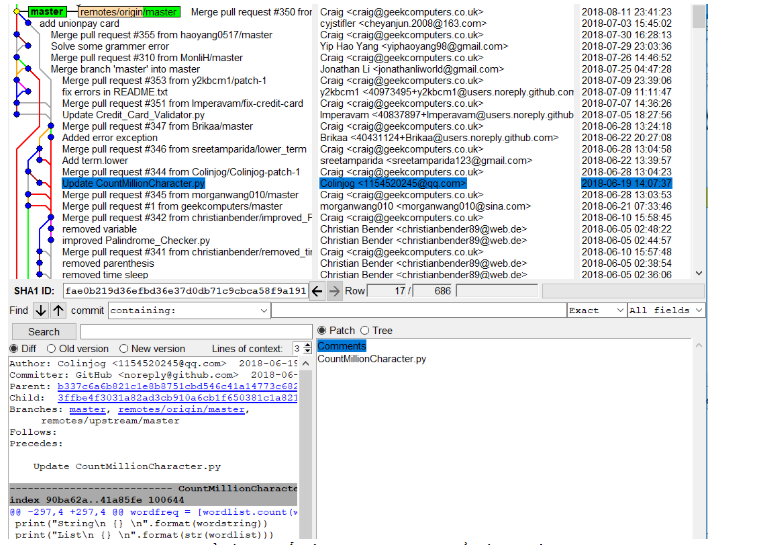 master remotes/origin/master Merge pull request #350 fror Craig <craig@geekcomputers.co.uk> 2018-08-11 23:41:23
add unionpay card cyjstifler <cheyanjun.2008@163.com> 2018-07-03 15:45:02
Merge pull request #355 from haoyang0517/master Craig <craig@geekcomputers.co.uk> 2018-07-30 16:28:13
Solve some grammer error Yip Hao Yang <yiphaoyang98@gmail.com> 2018-07-29 23:03:36
Merge pull request #310 from MonliH/master Craig <craig@geekcomputers.co.uk> 2018-07-26 14:46:52
Merge branch 'master' into master Jonathan Li <jonathanliworld@gmail.com> 2018-07-25 04:47:28
Merge pull request #353 from y2kbcm1/patch-1 Craig <craig@geekcomputers.co.uk> 2018-07-09 23:39:06
fix errors in README.txt y2kbcm1 <40973495+y2kbcm1@users.noreply.github.com 2018-07-09 11:11:47
Merge pull request #351 from Imperavam/fix-credit-card Craig <craig@geekcomputers.co.uk> 2018-07-07 14:36:26
Update Credit_Card_Validator.py Imperavam <40837897+Imperavam@users.noreply.github.c 2018-07-05 18:27:56
Merge pull request #347 from Brikaa/master Craig <craig@geekcomputers.co.uk> 2018-06-28 13:24:18
Added error exception Brikaa <40431124+Brikaa@users.noreply.github.com> 2018-06-22 20:27:08
Merge pull request #346 from sreetamparida/lower_term Craig <craig@geekcomputers.co.uk> 2018-06-28 13:04:58
Add term.lower sreetamparida <sreetamparida123@gmail.com> 2018-06-22 13:39:57
Merge pull request #344 from Colinjog/Colinjog-patch-1 Craig <craig@geekcomputers.co.uk> 2018-06-28 13:04:23
Update CountMillionCharacter.py Colinjog <1154520245@qq.com> 2018-06-19 14:07:37
Merge pull request #345 from morganwang010/master Craig <craig@geekcomputers.co.uk> 2018-06-28 13:03:53
Merge pull request #1 from geekcomputers/master morganwang010 <morganwang010@sina.com> 2018-06-21 07:33:46
Merge pull request #342 from christianbender/improved_F Craig <craig@geekcomputers.co.uk> 2018-06-10 15:58:45
removed variable Christian Bender <christianbender89@web.de> 2018-06-05 02:48:22
improved Palindrome_Checker.py Christian Bender <christianbender89@web.de> 2018-06-05 02:44:57
Merge pull request #341 from christianbender/removed_tir Craig <craig@geekcomputers.co.uk> 2018-06-10 15:57:48
removed parenthesis Christian Bender <christianbender89@web.de> 2018-06-05 02:38:54
removed time sleep Christian Bender <christianbender89@web.de> 2018-06-05 02:36:06
SHA1 ID: fae0b219d36efbd36e37d0db71c9cbca58f9a191 Row 17 / 686
Find commit containing: Exact All fields
Search
Patch Tree
Diff Old version New version Lines of context: 3
Comments
CountMillionCharacter.py
Author: Colinjog <1154520245@qq.com> 2018-06-19
Committer: GitHub <noreply@github.com> 2018-06-
Parent: b337c6a6b821c1e8b8751cbd546c41a14773c682
Child: 3ffbe4f3031a82ad3cb910a6cb1f650381c1a821
Branches: master, remotes/origin/master,
remotes/upstream/master
Follows:
Precedes:
Update CountMillionCharacter.py
-------------------------- CountMillionCharacte
index 90ba62a..41a85fe 100644
@@ -297,4 +297,4 @@ wordfreq = [wordlist.count(w
print("String\n {} \n".format(wordstring))
print("List\n {} \n".format(str(wordlist)))